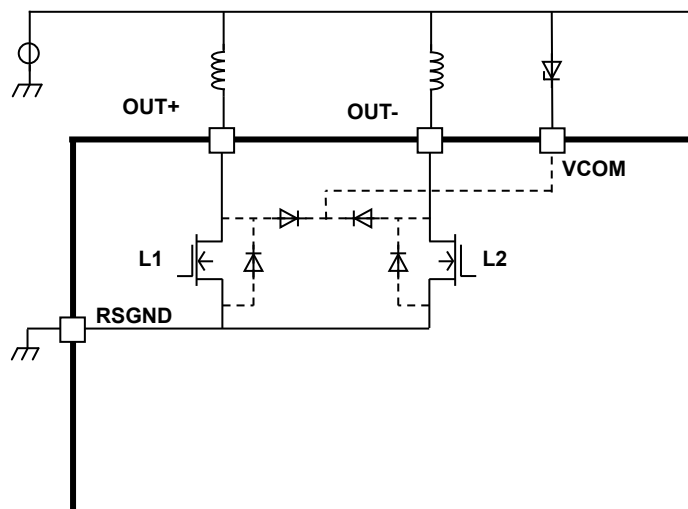 OUT+
OUT-
VCOM
L1
L2
RSGND